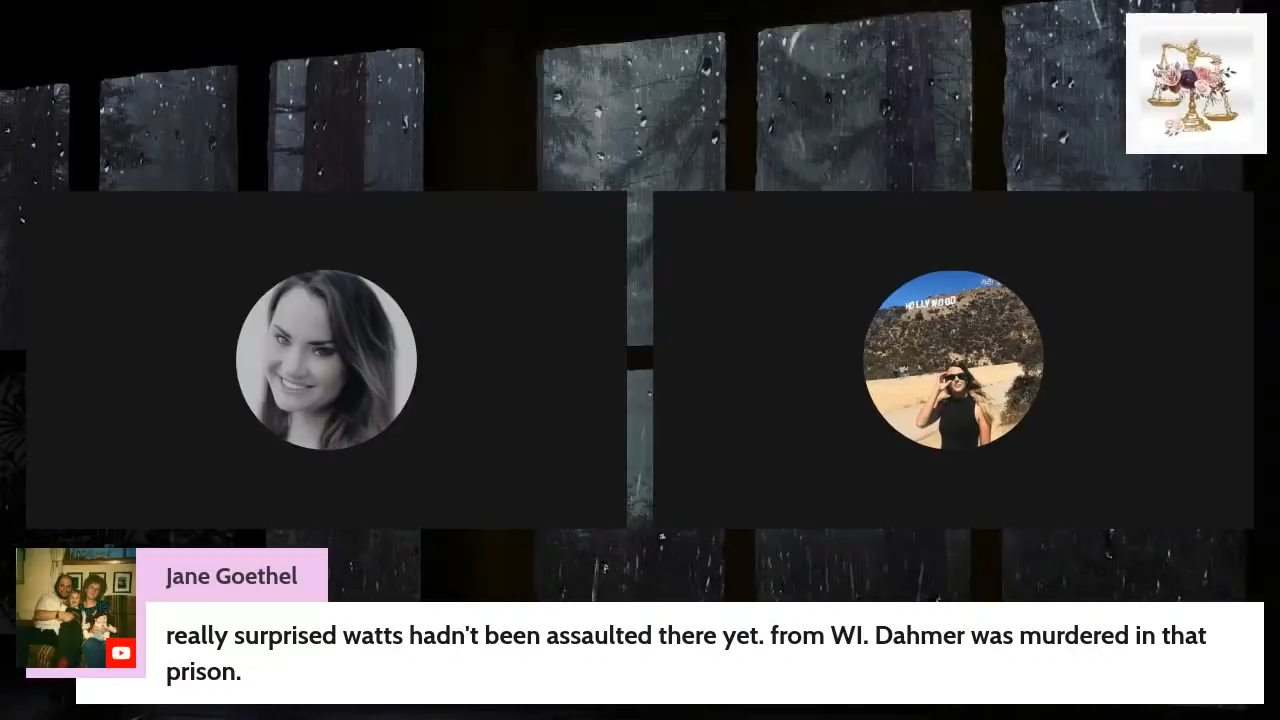 HOLLYWOOD
Jane Goethel
really surprised watts hadn't been assaulted there yet. from WI. Dahmer was murdered in that
prison.